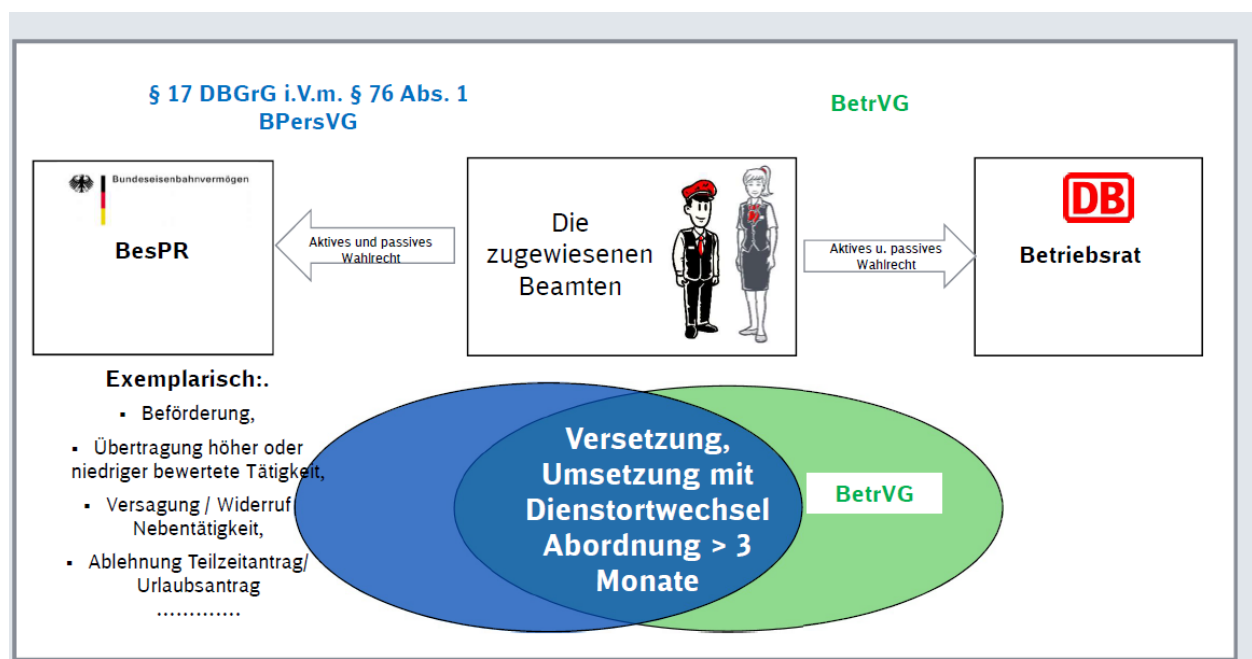 § 17 DBGrG i.V.m. § 76 Abs. 1
BPersVG
BetrVG
Bundeseisenbahnvermögen
BesPR
Aktives und passives
Wahlrecht
Die
zugewiesenen
Beamten
Aktives u. passives
Wahlrecht
DB
Betriebsrat
Exemplarisch:.
▪ Beförderung,
▪ Übertragung höher oder
niedriger bewertete Tätigkeit,
▪ Versagung / Widerruf
Nebentätigkeit,
▪ Ablehnung Teilzeitantrag/
Urlaubsantrag
.............
Versetzung,
Umsetzung mit
Dienstortwechsel
Abordnung > 3
Monate
BetrVG